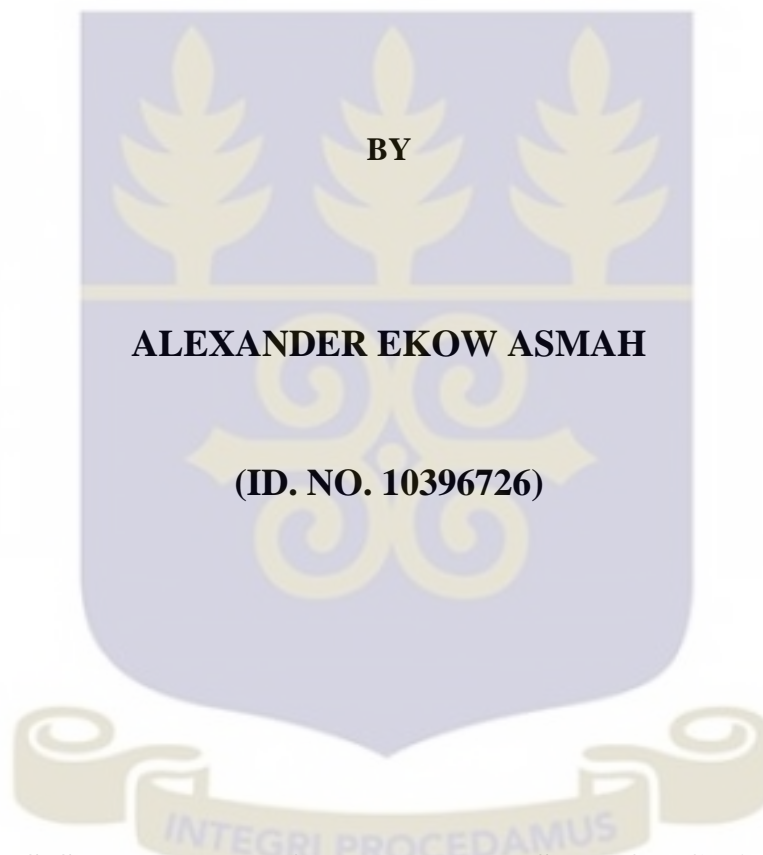 BY
ALEXANDER EKOW ASMAH
(ID. NO. 10396726)
INTEGRI PROCEDAMUS